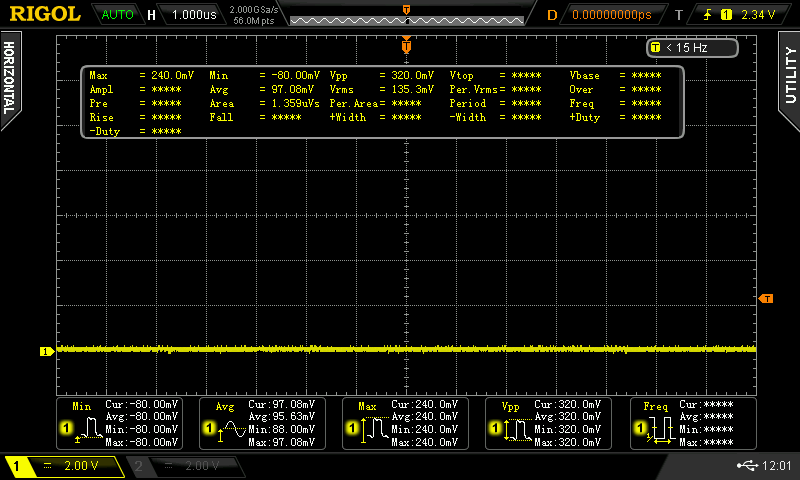 RIGOL AUTO H 1.000us 2.000GSa/s 56.0M pts T D 0.00000000ps T 1 2.34 V
HORIZONTAL
UTILITY
T
T < 15 Hz
Max = 240.0mV Min = -80.00mV Vpp = 320.0mV Vtop = ***** Vbase = *****
Ampl = ***** Avg = 97.08mV Vrms = 135.3mV Per.Vrms= ***** Over = *****
Pre = ***** Area = 1.359uVs Per.Area= ***** Period = ***** Freq = *****
Rise = ***** Fall = ***** +Width = ***** -Width = ***** +Duty = *****
-Duty = *****
T
1
Min Cur:-80.00mV Avg:-80.00mV Min:-80.00mV Max:-80.00mV
1
Avg Cur:97.08mV Avg:95.63mV Min:88.00mV Max:97.08mV
1
Max Cur:240.0mV Avg:240.0mV Min:240.0mV Max:240.0mV
1
Vpp Cur:320.0mV Avg:320.0mV Min:320.0mV Max:320.0mV
1
Freq Cur:***** Avg:***** Min:***** Max:*****
1
1 2.00 V 2 2.00 V 12:01